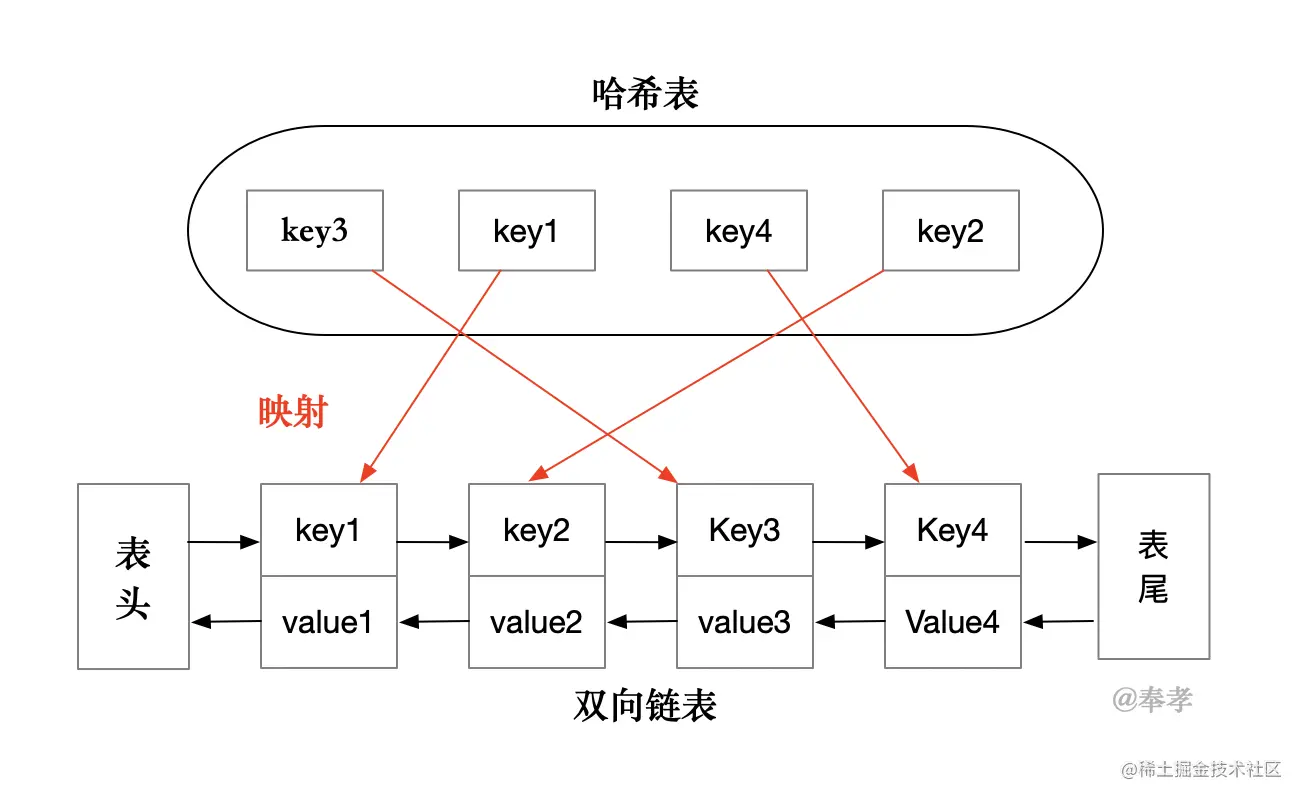 哈希表
key3
key1
key4
key2
映射
表头
key1
key2
Key3
Key4
表尾
value1
value2
value3
Value4
双向链表
@奉孝
@稀土掘金技术社区